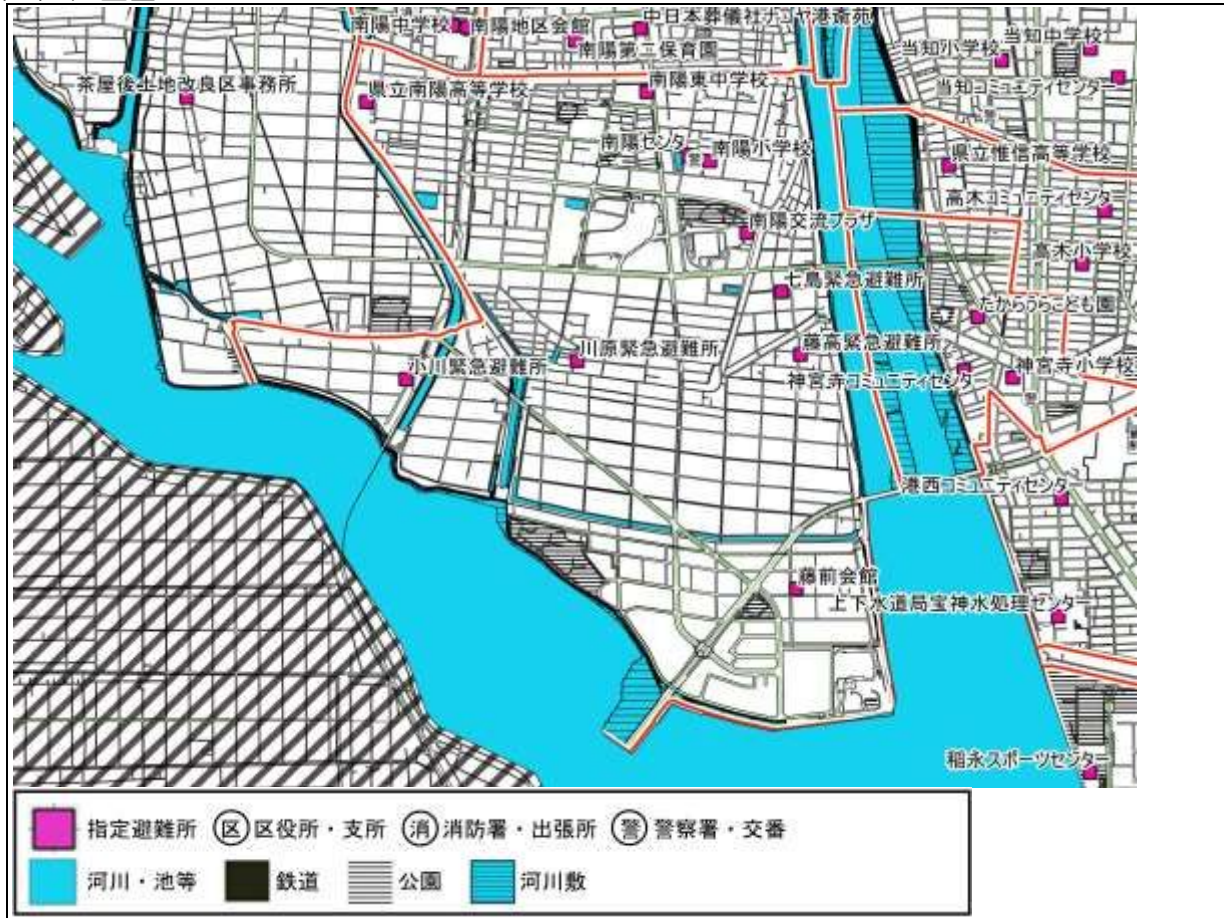 南陽中学校
南陽地区会館
中日本葬儀社ナゴヤ港斎苑
当知中学校
南陽第二保育園
当知小学校
茶屋後土地改良区事務所
県立南陽高等学校
南陽東中学校
当知コミュニティセンター
南陽センター
南陽小学校
県立惟信高等学校
高木コミュニティセンター
南陽交流プラザ
高木小学校
七島緊急避難所
たからうらこども園
小川緊急避難所
川原緊急避難所
藤高緊急避難所
神宮寺コミュニティセンター
神宮寺小学校
港西コミュニティセンター
藤前会館
上下水道局宝神水処理センター
稲永スポーツセンター
指定避難所 区 区役所・支所 消 消防署・出張所 警 警察署・交番
河川・池等 鉄道 公園 河川敷